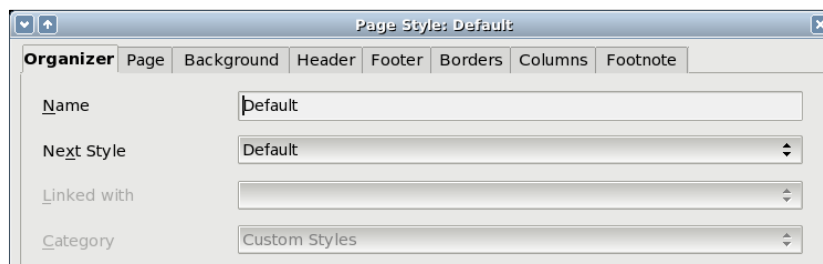 Page Style: Default
Organizer Page Background Header Footer Borders Columns Footnote
Name Default
Next Style Default
Linked with
Category Custom Styles